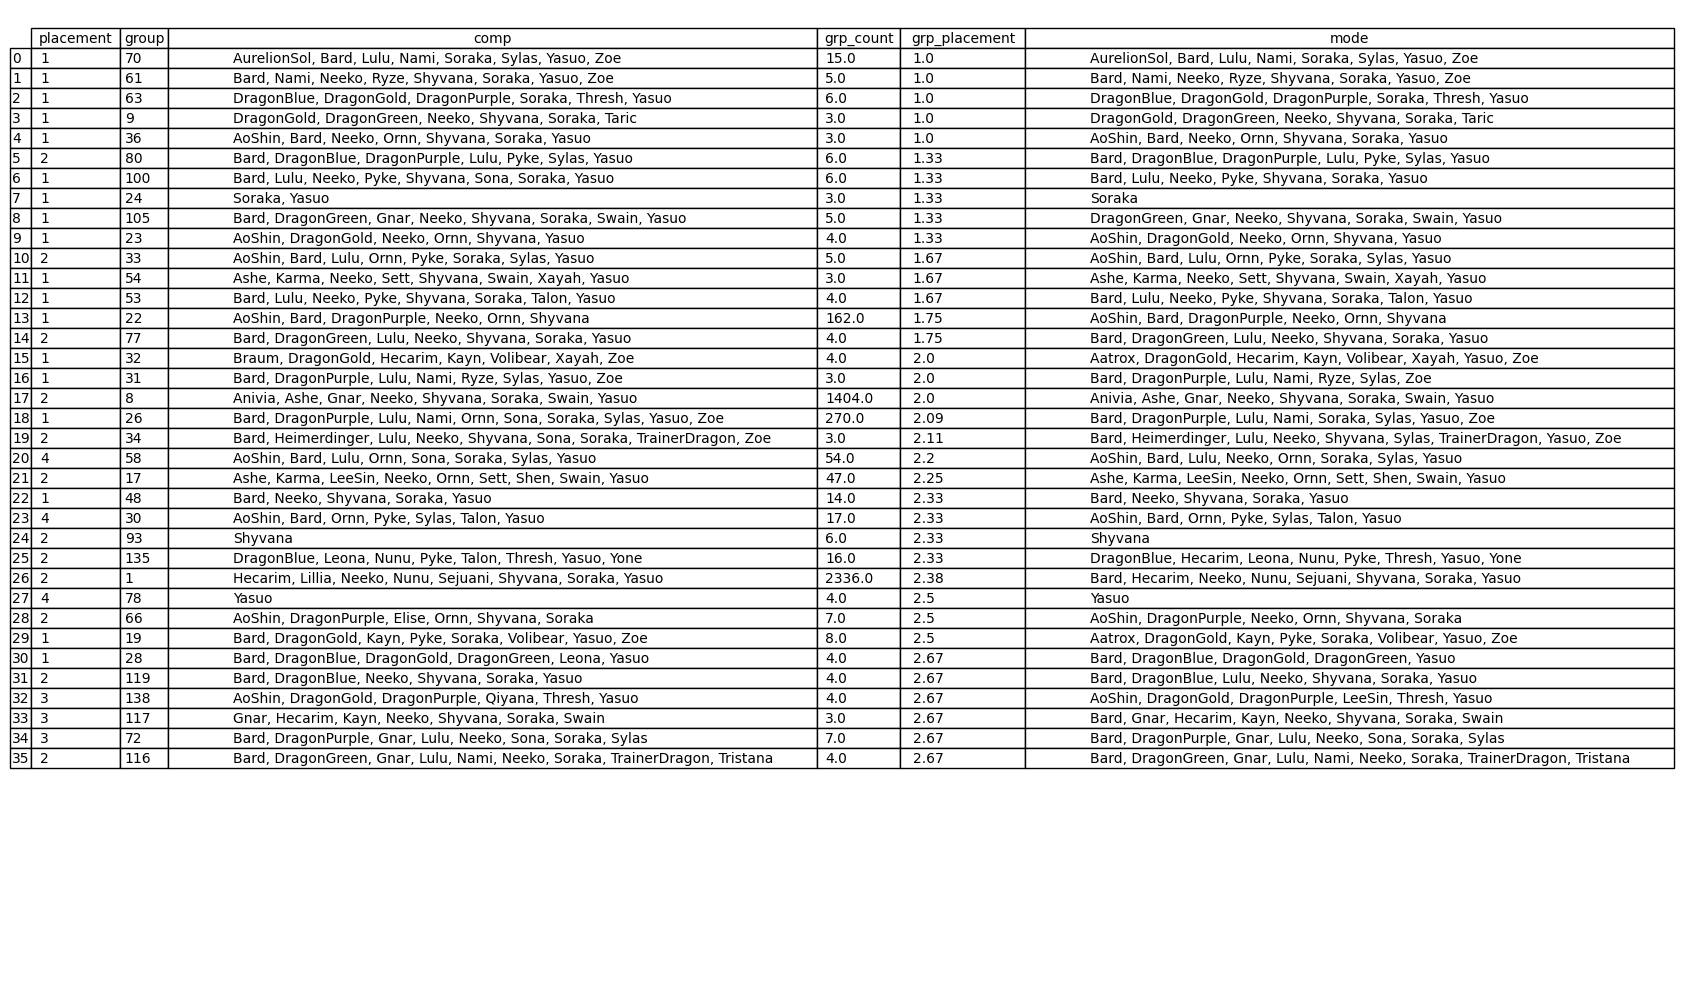 placement group comp grp_count grp_placement mode
0 1 70 AurelionSol, Bard, Lulu, Nami, Soraka, Sylas, Yasuo, Zoe 15.0 1.0 AurelionSol, Bard, Lulu, Nami, Soraka, Sylas, Yasuo, Zoe
1 1 61 Bard, Nami, Neeko, Ryze, Shyvana, Soraka, Yasuo, Zoe 5.0 1.0 Bard, Nami, Neeko, Ryze, Shyvana, Soraka, Yasuo, Zoe
2 1 63 DragonBlue, DragonGold, DragonPurple, Soraka, Thresh, Yasuo 6.0 1.0 DragonBlue, DragonGold, DragonPurple, Soraka, Thresh, Yasuo
3 1 9 DragonGold, DragonGreen, Neeko, Shyvana, Soraka, Taric 3.0 1.0 DragonGold, DragonGreen, Neeko, Shyvana, Soraka, Taric
4 1 36 AoShin, Bard, Neeko, Ornn, Shyvana, Soraka, Yasuo 3.0 1.0 AoShin, Bard, Neeko, Ornn, Shyvana, Soraka, Yasuo
5 2 80 Bard, DragonBlue, DragonPurple, Lulu, Pyke, Sylas, Yasuo 6.0 1.33 Bard, DragonBlue, DragonPurple, Lulu, Pyke, Sylas, Yasuo
6 1 100 Bard, Lulu, Neeko, Pyke, Shyvana, Sona, Soraka, Yasuo 6.0 1.33 Bard, Lulu, Neeko, Pyke, Shyvana, Soraka, Yasuo
7 1 24 Soraka, Yasuo 3.0 1.33 Soraka
8 1 105 Bard, DragonGreen, Gnar, Neeko, Shyvana, Soraka, Swain, Yasuo 5.0 1.33 DragonGreen, Gnar, Neeko, Shyvana, Soraka, Swain, Yasuo
9 1 23 AoShin, DragonGold, Neeko, Ornn, Shyvana, Yasuo 4.0 1.33 AoShin, DragonGold, Neeko, Ornn, Shyvana, Yasuo
10 2 33 AoShin, Bard, Lulu, Ornn, Pyke, Soraka, Sylas, Yasuo 5.0 1.67 AoShin, Bard, Lulu, Ornn, Pyke, Soraka, Sylas, Yasuo
11 1 54 Ashe, Karma, Neeko, Sett, Shyvana, Swain, Xayah, Yasuo 3.0 1.67 Ashe, Karma, Neeko, Sett, Shyvana, Swain, Xayah, Yasuo
12 1 53 Bard, Lulu, Neeko, Pyke, Shyvana, Soraka, Talon, Yasuo 4.0 1.67 Bard, Lulu, Neeko, Pyke, Shyvana, Soraka, Talon, Yasuo
13 1 22 AoShin, Bard, DragonPurple, Neeko, Ornn, Shyvana 162.0 1.75 AoShin, Bard, DragonPurple, Neeko, Ornn, Shyvana
14 2 77 Bard, DragonGreen, Lulu, Neeko, Shyvana, Soraka, Yasuo 4.0 1.75 Bard, DragonGreen, Lulu, Neeko, Shyvana, Soraka, Yasuo
15 1 32 Braum, DragonGold, Hecarim, Kayn, Volibear, Xayah, Zoe 4.0 2.0 Aatrox, DragonGold, Hecarim, Kayn, Volibear, Xayah, Yasuo, Zoe
16 1 31 Bard, DragonPurple, Lulu, Nami, Ryze, Sylas, Yasuo, Zoe 3.0 2.0 Bard, DragonPurple, Lulu, Nami, Ryze, Sylas, Zoe
17 2 8 Anivia, Ashe, Gnar, Neeko, Shyvana, Soraka, Swain, Yasuo 1404.0 2.0 Anivia, Ashe, Gnar, Neeko, Shyvana, Soraka, Swain, Yasuo
18 1 26 Bard, DragonPurple, Lulu, Nami, Ornn, Sona, Soraka, Sylas, Yasuo, Zoe 270.0 2.09 Bard, DragonPurple, Lulu, Nami, Soraka, Sylas, Yasuo, Zoe
19 2 34 Bard, Heimerdinger, Lulu, Neeko, Shyvana, Sona, Soraka, TrainerDragon, Zoe 3.0 2.11 Bard, Heimerdinger, Lulu, Neeko, Shyvana, Sylas, TrainerDragon, Yasuo, Zoe
20 4 58 AoShin, Bard, Lulu, Ornn, Sona, Soraka, Sylas, Yasuo 54.0 2.2 AoShin, Bard, Lulu, Neeko, Ornn, Soraka, Sylas, Yasuo
21 2 17 Ashe, Karma, LeeSin, Neeko, Ornn, Sett, Shen, Swain, Yasuo 47.0 2.25 Ashe, Karma, LeeSin, Neeko, Ornn, Sett, Shen, Swain, Yasuo
22 1 48 Bard, Neeko, Shyvana, Soraka, Yasuo 14.0 2.33 Bard, Neeko, Shyvana, Soraka, Yasuo
23 4 30 AoShin, Bard, Ornn, Pyke, Sylas, Talon, Yasuo 17.0 2.33 AoShin, Bard, Ornn, Pyke, Sylas, Talon, Yasuo
24 2 93 Shyvana 6.0 2.33 Shyvana
25 2 135 DragonBlue, Leona, Nunu, Pyke, Talon, Thresh, Yasuo, Yone 16.0 2.33 DragonBlue, Hecarim, Leona, Nunu, Pyke, Thresh, Yasuo, Yone
26 2 1 Hecarim, Lillia, Neeko, Nunu, Sejuani, Shyvana, Soraka, Yasuo 2336.0 2.38 Bard, Hecarim, Neeko, Nunu, Sejuani, Shyvana, Soraka, Yasuo
27 4 78 Yasuo 4.0 2.5 Yasuo
28 2 66 AoShin, DragonPurple, Elise, Ornn, Shyvana, Soraka 7.0 2.5 AoShin, DragonPurple, Neeko, Ornn, Shyvana, Soraka
29 1 19 Bard, DragonGold, Kayn, Pyke, Soraka, Volibear, Yasuo, Zoe 8.0 2.5 Aatrox, DragonGold, Kayn, Pyke, Soraka, Volibear, Yasuo, Zoe
30 1 28 Bard, DragonBlue, DragonGold, DragonGreen, Leona, Yasuo 4.0 2.67 Bard, DragonBlue, DragonGold, DragonGreen, Yasuo
31 2 119 Bard, DragonBlue, Neeko, Shyvana, Soraka, Yasuo 4.0 2.67 Bard, DragonBlue, Lulu, Neeko, Shyvana, Soraka, Yasuo
32 3 138 AoShin, DragonGold, DragonPurple, Qiyana, Thresh, Yasuo 4.0 2.67 AoShin, DragonGold, DragonPurple, LeeSin, Thresh, Yasuo
33 3 117 Gnar, Hecarim, Kayn, Neeko, Shyvana, Soraka, Swain 3.0 2.67 Bard, Gnar, Hecarim, Kayn, Neeko, Shyvana, Soraka, Swain
34 3 72 Bard, DragonPurple, Gnar, Lulu, Neeko, Sona, Soraka, Sylas 7.0 2.67 Bard, DragonPurple, Gnar, Lulu, Neeko, Sona, Soraka, Sylas
35 2 116 Bard, DragonGreen, Gnar, Lulu, Nami, Neeko, Soraka, TrainerDragon, Tristana 4.0 2.67 Bard, DragonGreen, Gnar, Lulu, Nami, Neeko, Soraka, TrainerDragon, Tristana